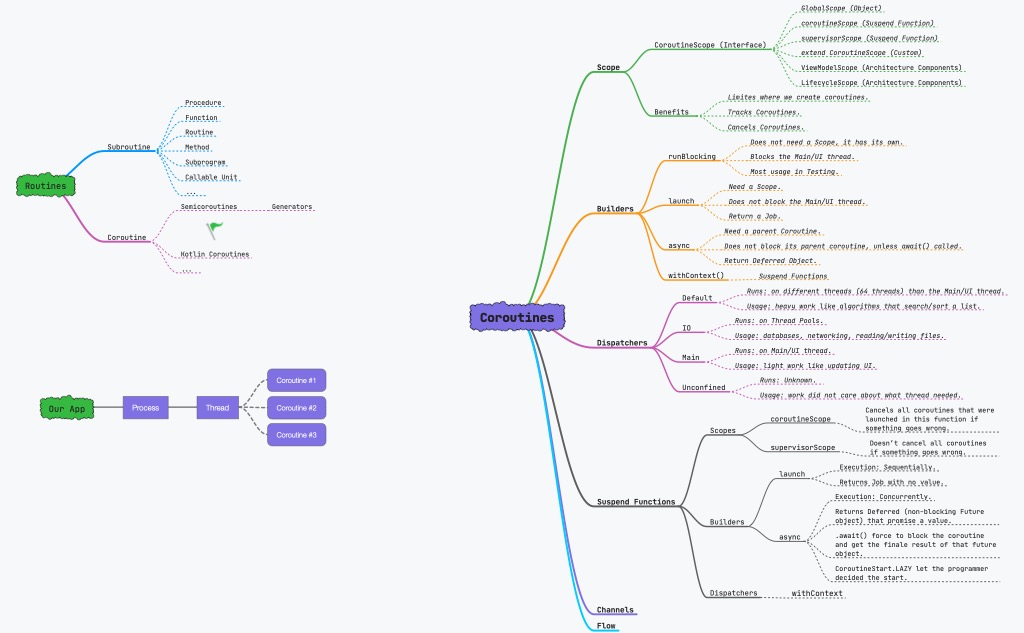 Routines
Subroutine
Procedure
Function
Routine
Method
Subprogram
Callable Unit
...
Coroutine
Semicoroutines
Generators
Kotlin Coroutines
...
Our App
Process
Thread
Coroutine #1
Coroutine #2
Coroutine #3
Coroutines
Scope
CoroutineScope (Interface)
GlobalScope (Object)
coroutineScope (Suspend Function)
supervisorScope (Suspend Function)
extend CoroutineScope (Custom)
ViewModelScope (Architecture Components)
LifecycleScope (Architecture Components)
Benefits
Limites where we create coroutines.
Tracks Coroutines.
Cancels Coroutines.
Builders
runBlocking
Does not need a Scope, it has its own.
Blocks the Main/UI thread.
Most usage in Testing.
launch
Need a Scope.
Does not block the Main/UI thread.
Return a Job.
async
Need a parent Coroutine.
Does not block its parent coroutine, unless await() called.
Return Deferred Object.
withContext()
Suspend Functions
Dispatchers
Default
Runs: on different threads (64 threads) than the Main/UI thread.
Usage: heavy work like algorithms that search/sort a list.
IO
Runs: on Thread Pools.
Usage: databases, networking, reading/writing files.
Main
Runs: on Main/UI thread.
Usage: light work like updating UI.
Unconfined
Runs: Unknown.
Usage: work did not care about what thread needed.
Suspend Functions
Scopes
coroutineScope
Cancels all coroutines that were
launched in this function if
something goes wrong.
supervisorScope
Doesn't cancel all coroutines
if something goes wrong.
Builders
launch
Execution: Sequentially.
Returns Job with no value.
async
Execution: Concurrently.
Returns Deferred (non-blocking Future
object) that promise a value.
.await() force to block the coroutine
and get the finale result of that future
object.
CoroutineStart.LAZY let the programmer
decided the start.
Dispatchers
withContext
Channels
Flow